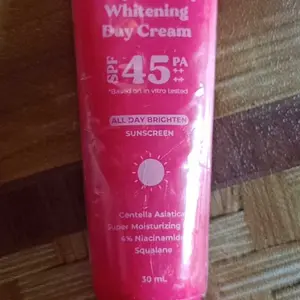 Whitening
Day Cream
SPF 45 PA
++
++
*Based on in vitro tested
ALL DAY BRIGHTEN
SUNSCREEN
Centella Asiatica
Super Moisturizing
4% Niacinamide
Squalane
30 mL